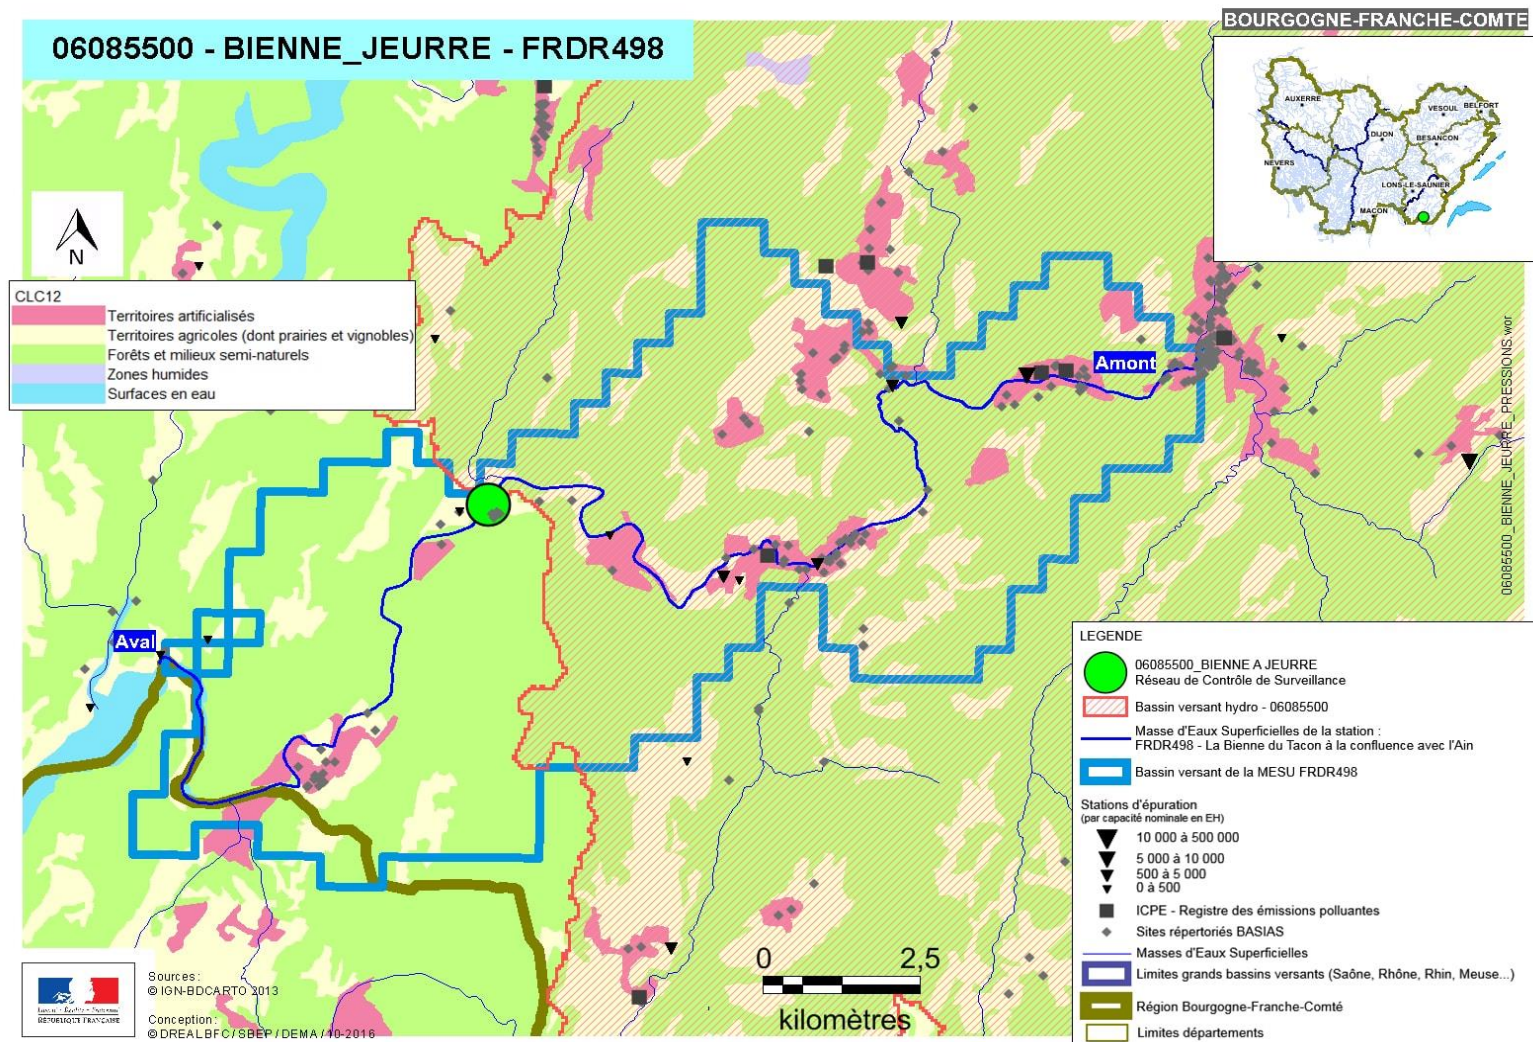 06085500 - BIENNE_JEURRE - FRDR498
BOURGOGNE-FRANCHE-COMTE
AUXERRE
VESOUL
BELFORT
DIJON
BESANCON
NEVERS
LONS-LE-SAUNIER
MACON
N
CLC12
Territoires artificialisés
Territoires agricoles (dont prairies et vignobles)
Forêts et milieux semi-naturels
Zones humides
Surfaces en eau
Amont
Aval
06085500_BIENNE_JEURRE_PRESSIONS.wor
LEGENDE
06085500_BIENNE A JEURRE
Réseau de Contrôle de Surveillance
Bassin versant hydro - 06085500
Masse d'Eaux Superficielles de la station :
FRDR498 - La Bienne du Tacon à la confluence avec l'Ain
Bassin versant de la MESU FRDR498
Stations d'épuration
(par capacité nominale en EH)
10 000 à 500 000
5 000 à 10 000
500 à 5 000
0 à 500
ICPE - Registre des émissions polluantes
Sites répertoriés BASIAS
Masses d'Eaux Superficielles
Limites grands bassins versants (Saône, Rhône, Rhin, Meuse...)
Région Bourgogne-Franche-Comté
Limites départements
0 2,5
kilomètres
Liberté • Égalité • Fraternité
RÉPUBLIQUE FRANÇAISE
Sources :
© IGN-BDCARTO 2013
Conception :
© DREAL BFC / SBEP / DEMA / 10-2016